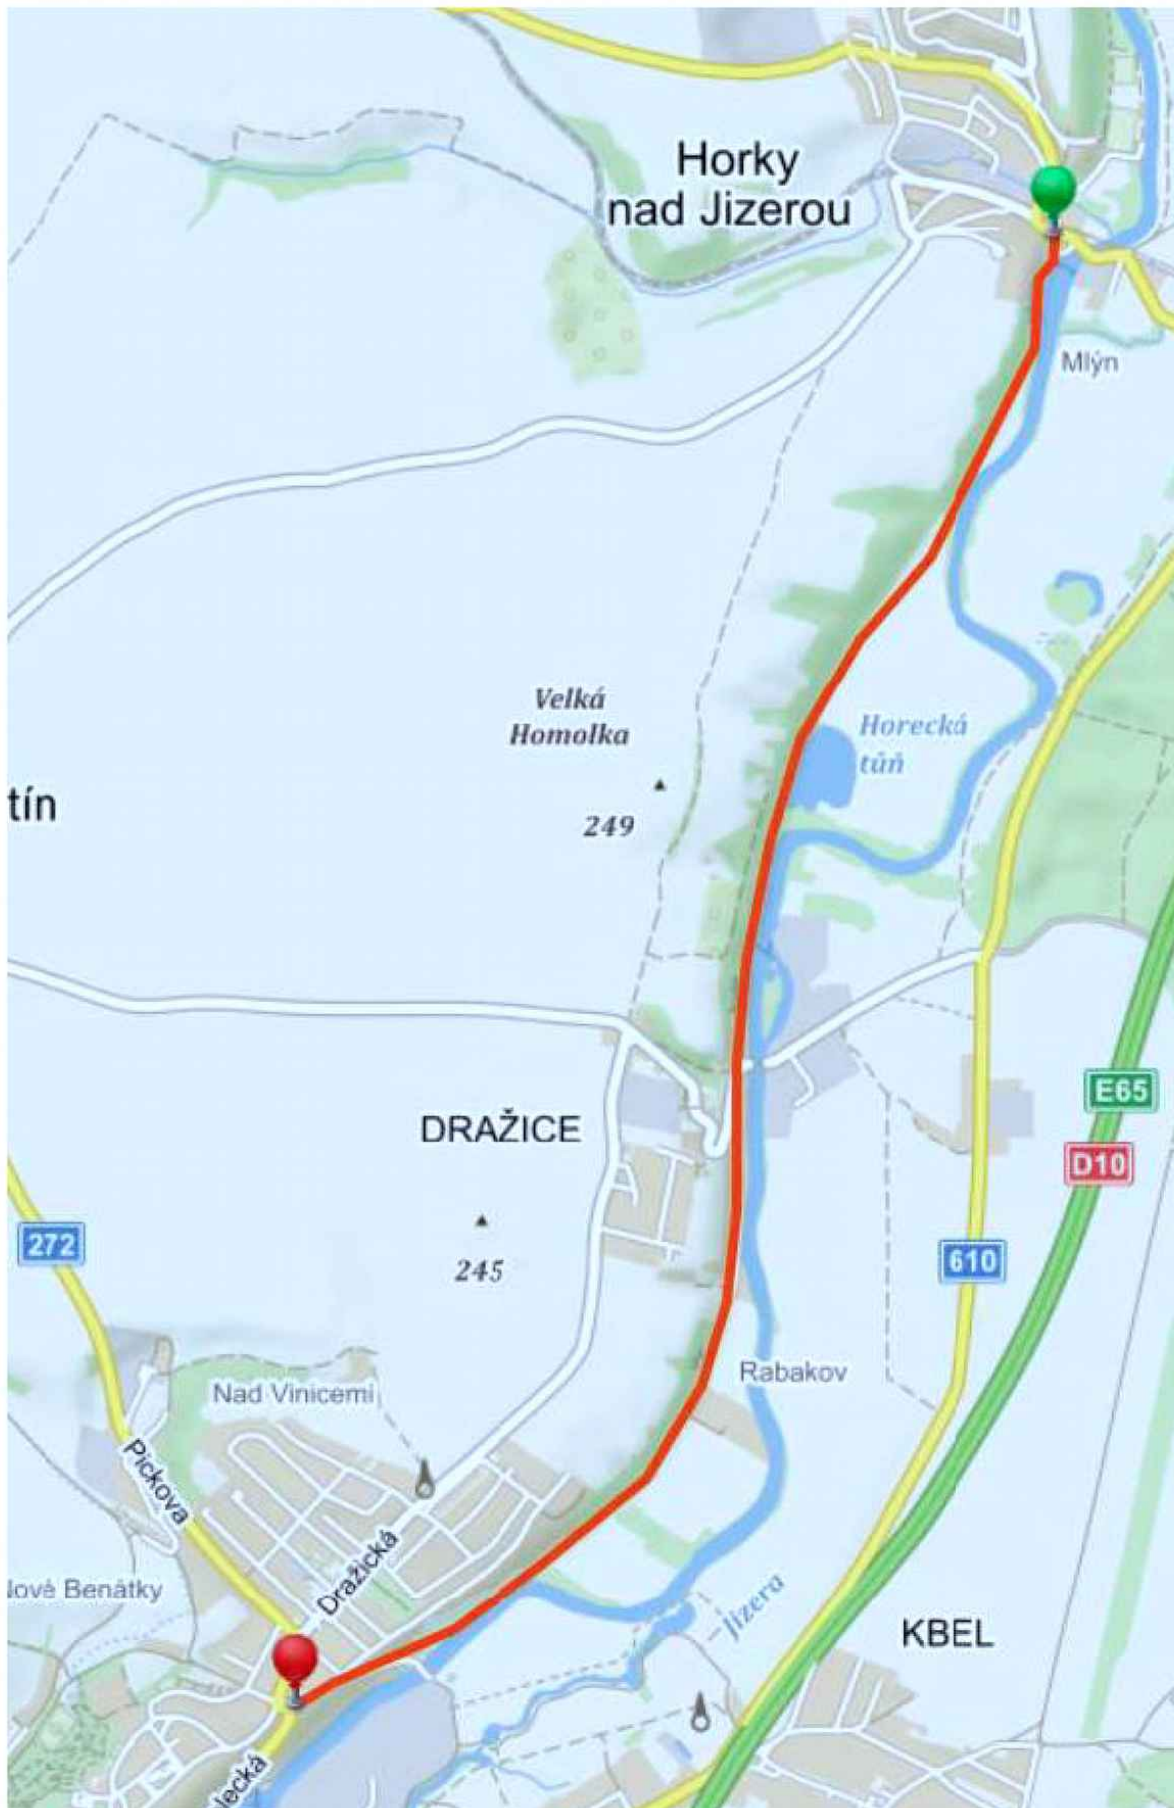 Horky
nad Jizerou
Mlýn
Velká
Homolka
249
Horecká
tůň
tín
DRAŽICE
E65
D10
272
245
610
Rabakov
Nad Vinicemi
Pickova
Dražická
Nové Benátky
Jizera
KBEL
lecká